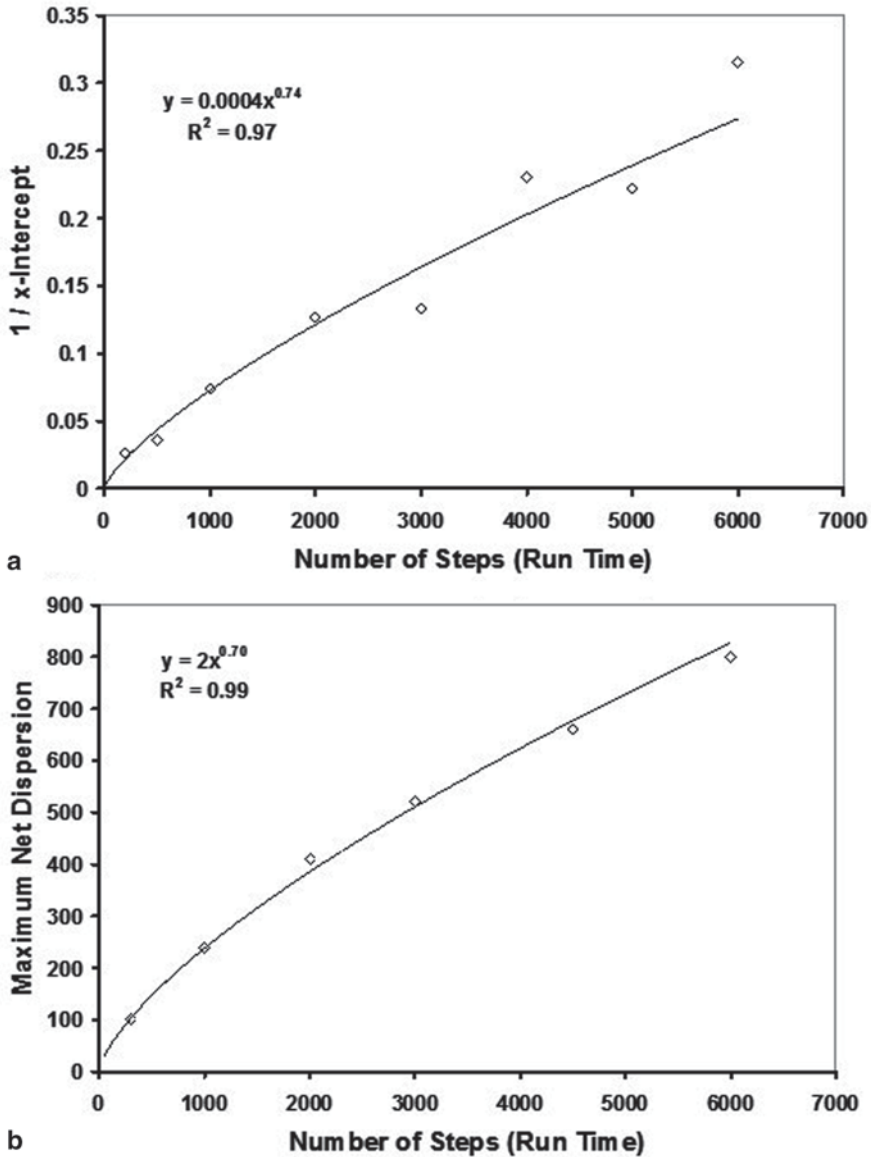 0.35
0.3
0.25
0.2
0.15
0.1
0.05
0
1 / x-Intercept
y = 0.0004x^0.74
R² = 0.97
0 1000 2000 3000 4000 5000 6000 7000
Number of Steps (Run Time)
a
900
800
700
600
500
400
300
200
100
0
Maximum Net Dispersion
y = 2x^0.70
R² = 0.99
0 1000 2000 3000 4000 5000 6000 7000
Number of Steps (Run Time)
b